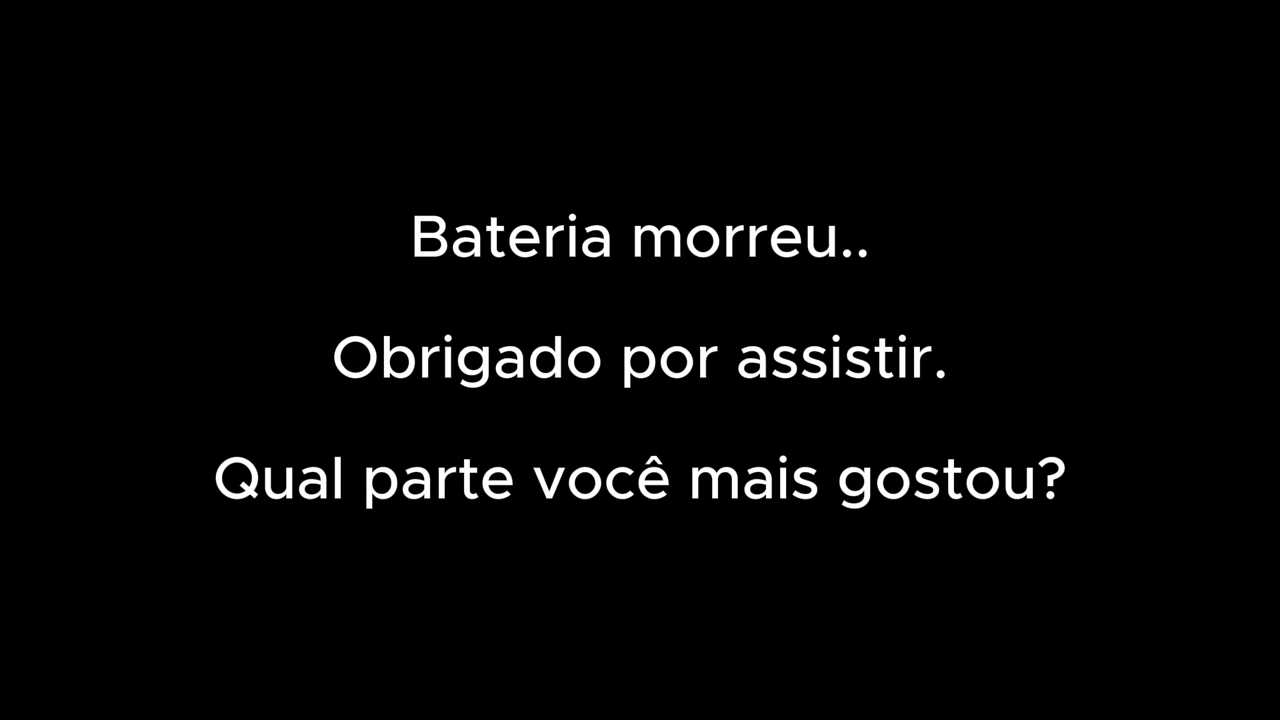 Bateria morreu..
Obrigado por assistir.
Qual parte você mais gostou?